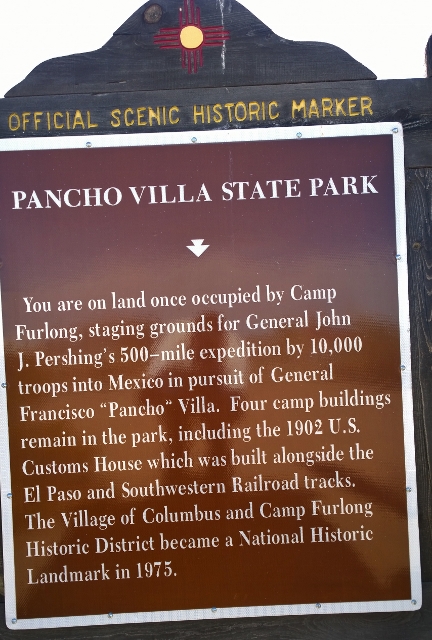 OFFICIAL SCENIC HISTORIC MARKER
PANCHO VILLA STATE PARK
You are on land once occupied by Camp
Furlong, staging grounds for General John
J. Pershing's 500–mile expedition by 10,000
troops into Mexico in pursuit of General
Francisco "Pancho" Villa. Four camp buildings
remain in the park, including the 1902 U.S.
Customs House which was built alongside the
El Paso and Southwestern Railroad tracks.
The Village of Columbus and Camp Furlong
Historic District became a National Historic
Landmark in 1975.